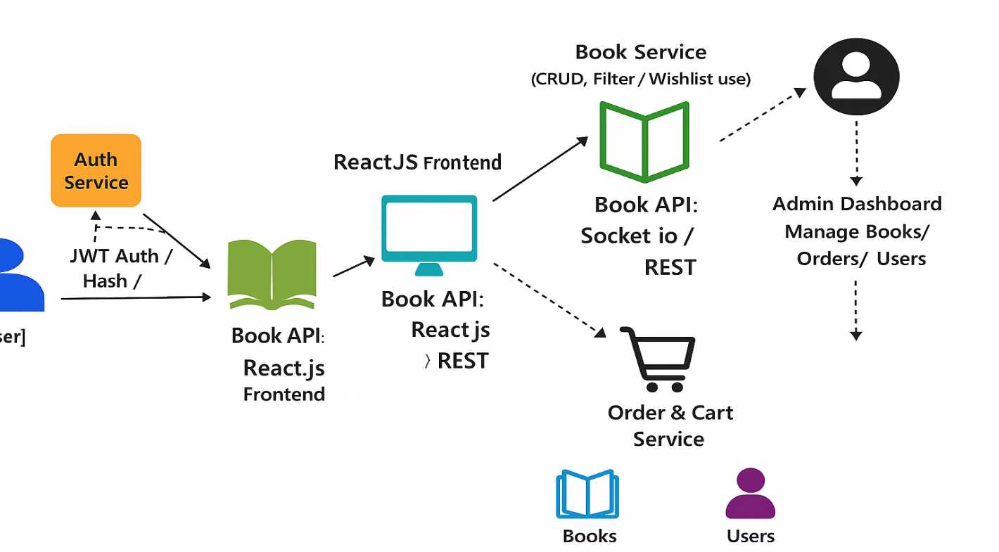 Book Service
(CRUD, Filter / Wishlist use)
Auth
Service
ReactJS Frontend
JWT Auth /
Hash /
ser]
Book API:
React.js
Frontend
Book API:
React js
〉REST
Book API:
Socket io /
REST
Admin Dashboard
Manage Books/
Orders/ Users
Order & Cart
Service
Books
Users